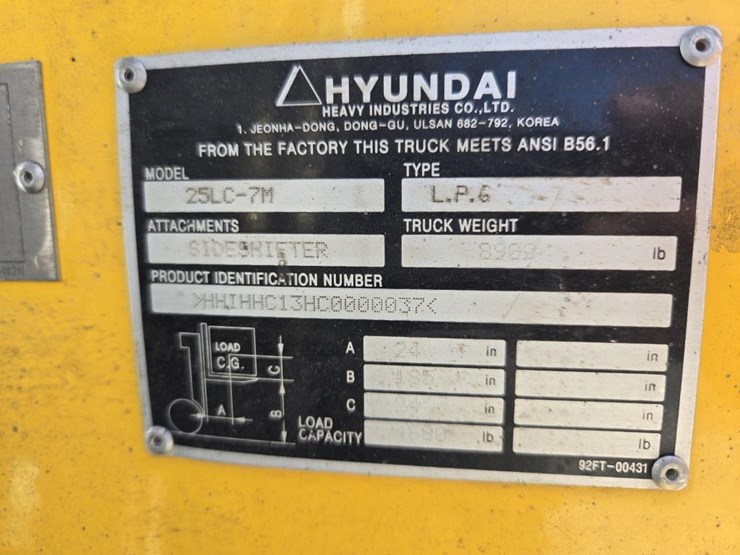 HYUNDAI
HEAVY INDUSTRIES CO.,LTD.
1. JEONHA-DONG, DONG-GU, ULSAN 682-792, KOREA
FROM THE FACTORY THIS TRUCK MEETS ANSI B56.1
MODEL TYPE
25LC-7M L.P.G
ATTACHMENTS TRUCK WEIGHT
SIDESHIFTER lb
PRODUCT IDENTIFICATION NUMBER
>HHIHHC13HC0000037<
LOAD
C.G.
A
B
C
A 24 in in
B 185 in in
C in in
LOAD
CAPACITY lb lb
92FT-00431